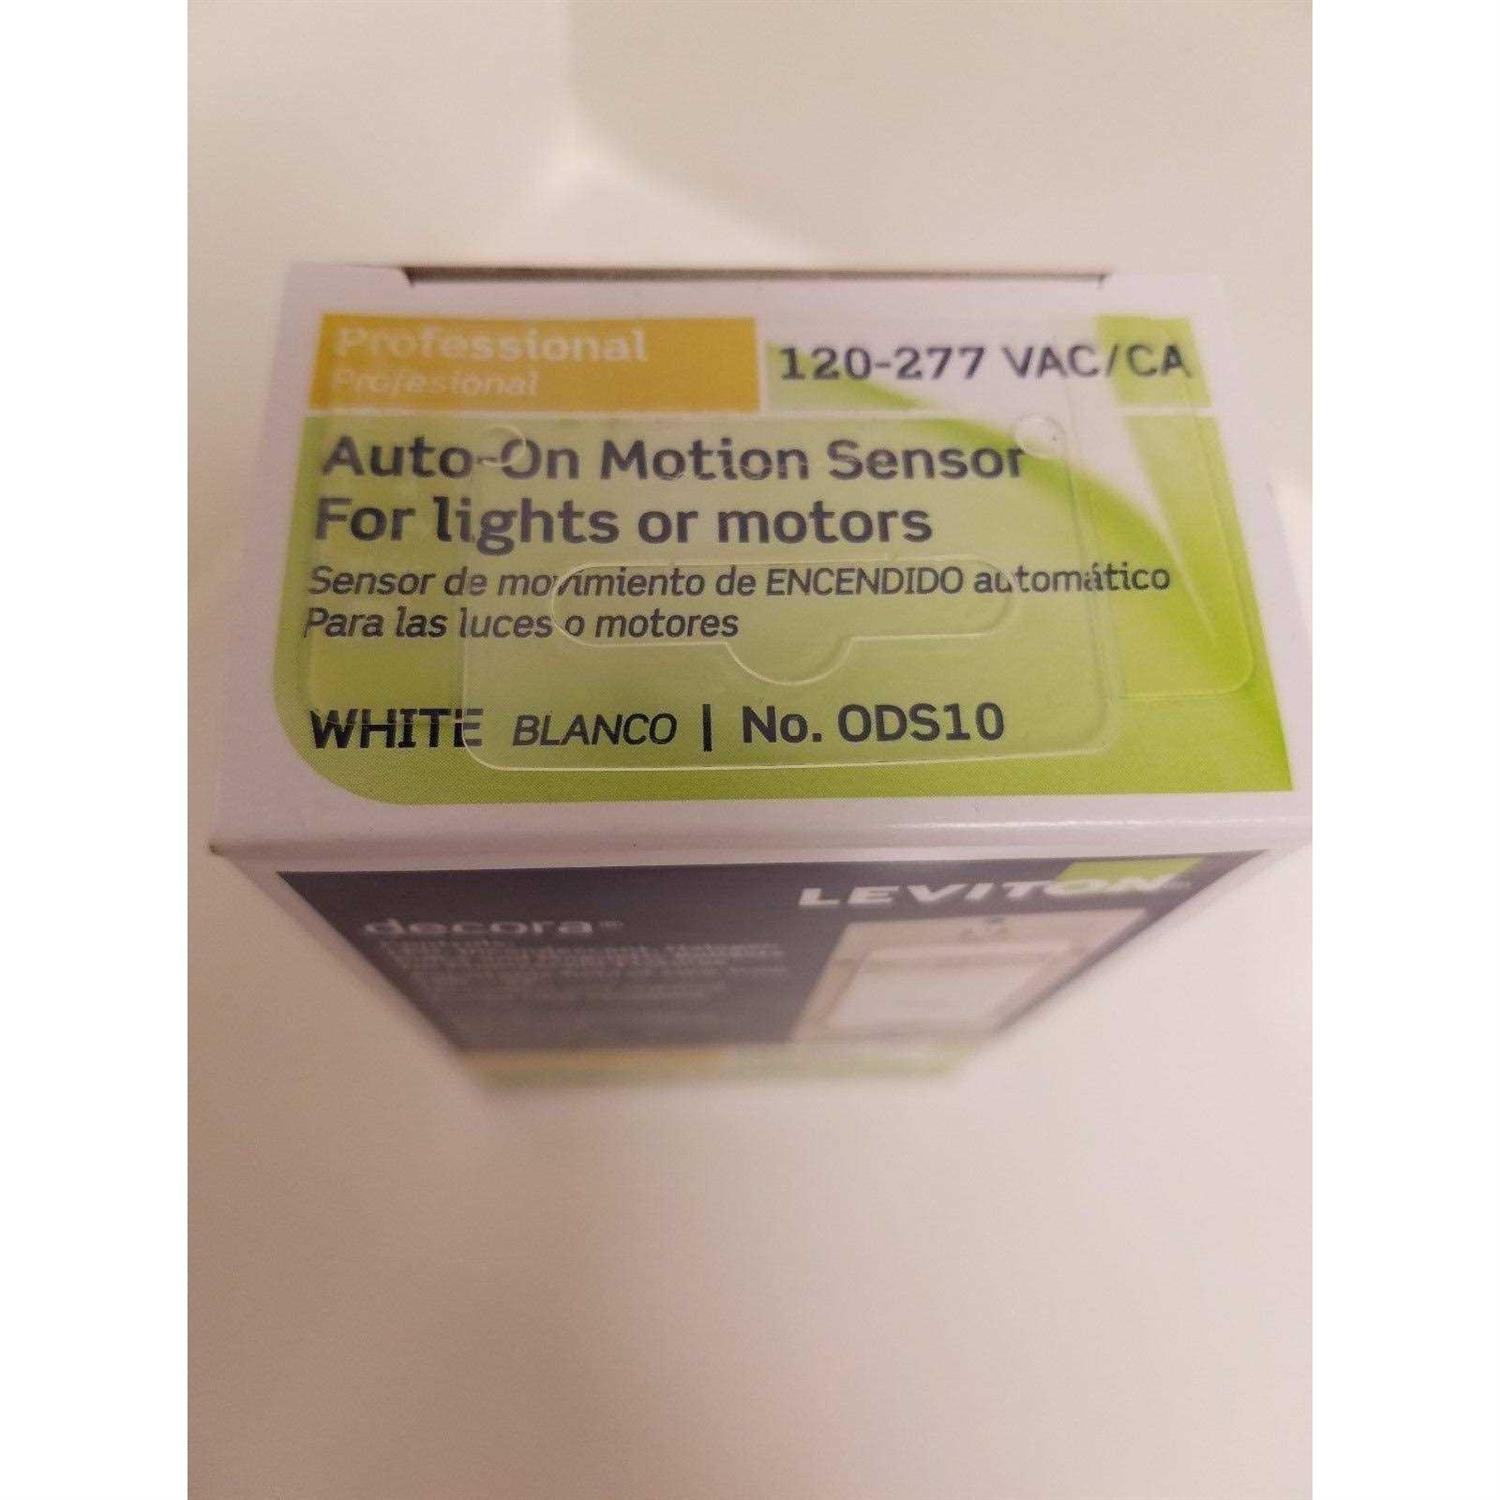 Professional
Profesional
120-277 VAC/CA
Auto-On Motion Sensor
For lights or motors
Sensor de movimiento de ENCENDIDO automático
Para las luces o motores
WHITE BLANCO | No. ODS10
LEVITON
decora®